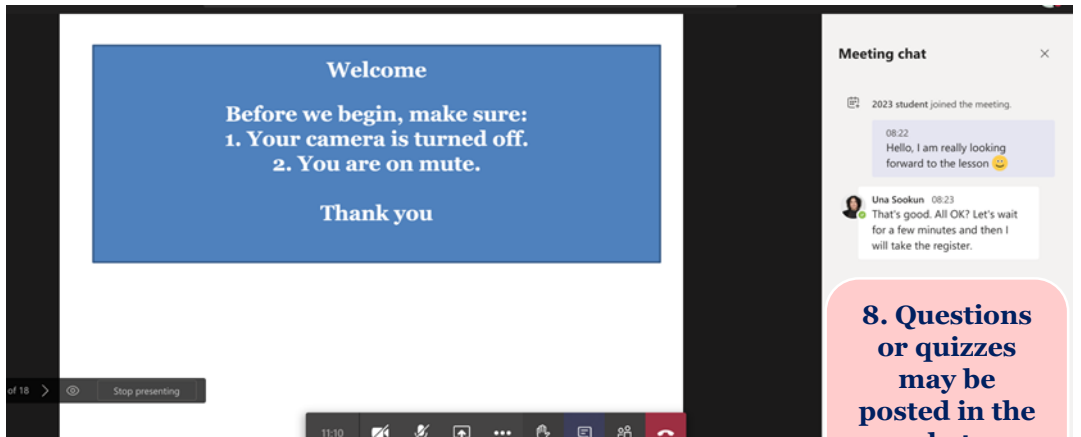 Welcome
Before we begin, make sure:
1. Your camera is turned off.
2. You are on mute.
Thank you
of 18
Stop presenting
11:10
Meeting chat
2023 student joined the meeting.
08:22
Hello, I am really looking
forward to the lesson 😀
Una Sookun 08:23
That's good. All OK? Let's wait
for a few minutes and then I
will take the register.
8. Questions
or quizzes
may be
posted in the